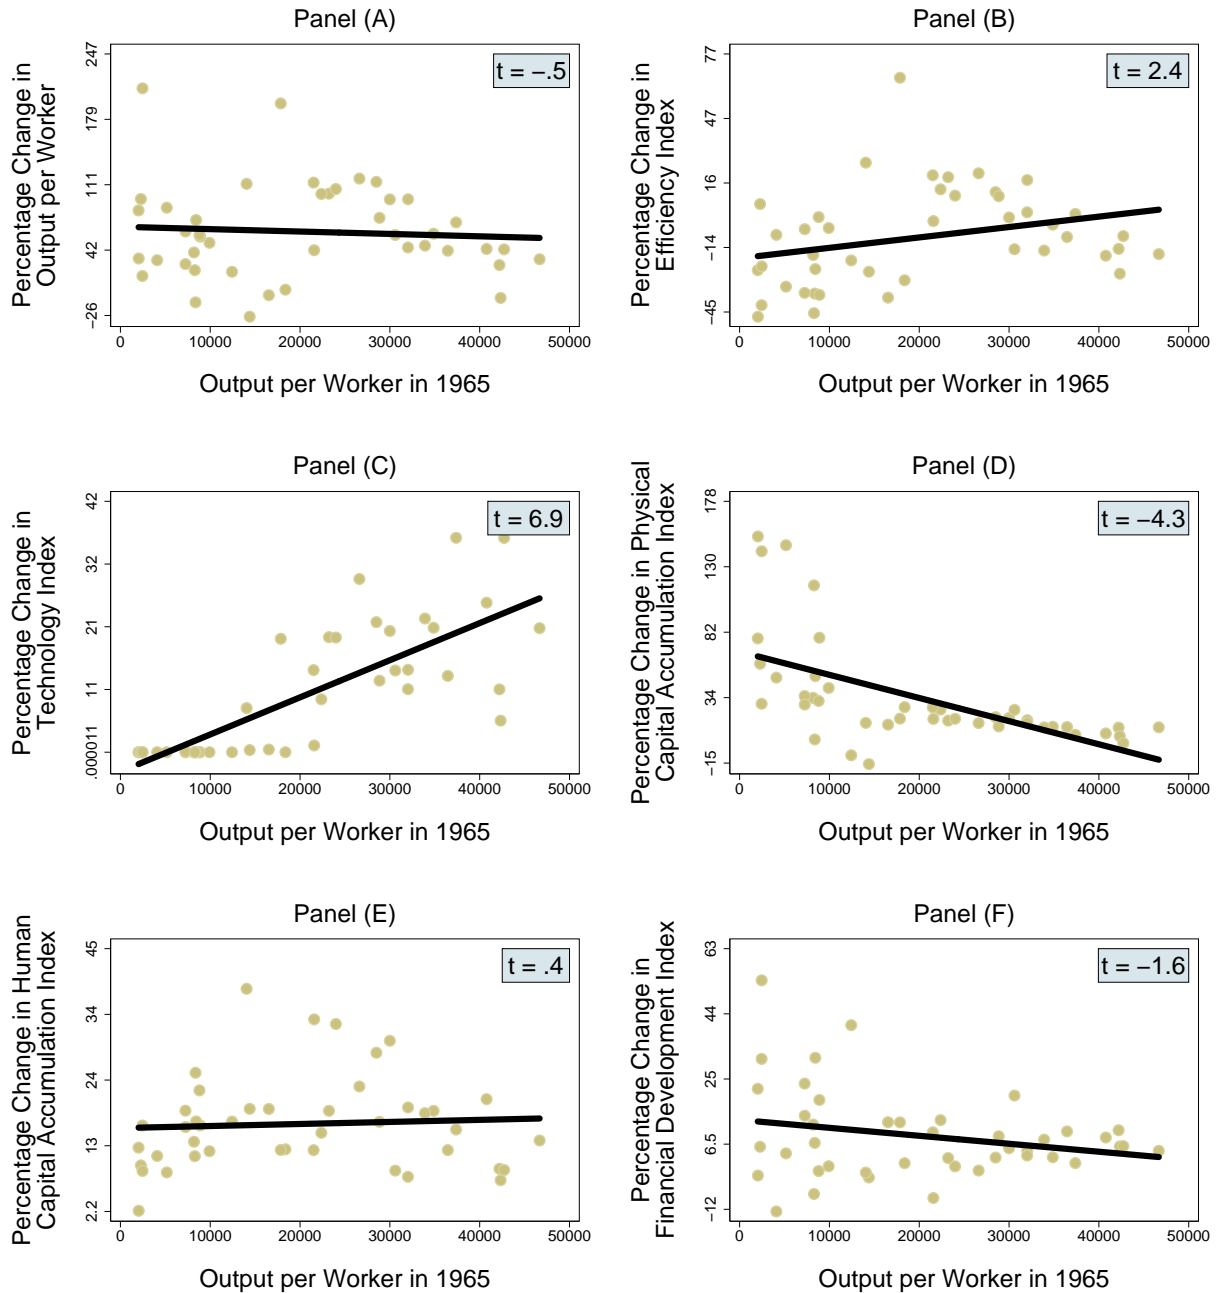 Panel (A)
Percentage Change in
Output per Worker
247
179
111
42
−26
t = −.5
0 10000 20000 30000 40000 50000
Output per Worker in 1965
Panel (B)
Percentage Change in
Efficiency Index
77
47
16
−14
−45
t = 2.4
0 10000 20000 30000 40000 50000
Output per Worker in 1965
Panel (C)
Percentage Change in
Technology Index
42
32
21
11
.000011
t = 6.9
0 10000 20000 30000 40000 50000
Output per Worker in 1965
Panel (D)
Percentage Change in Physical
Capital Accumulation Index
178
130
82
34
−15
t = −4.3
0 10000 20000 30000 40000 50000
Output per Worker in 1965
Panel (E)
Percentage Change in Human
Capital Accumulation Index
45
34
24
13
2.2
t = .4
0 10000 20000 30000 40000 50000
Output per Worker in 1965
Panel (F)
Percentage Change in
Financial Development Index
63
44
25
6.5
−12
t = −1.6
0 10000 20000 30000 40000 50000
Output per Worker in 1965